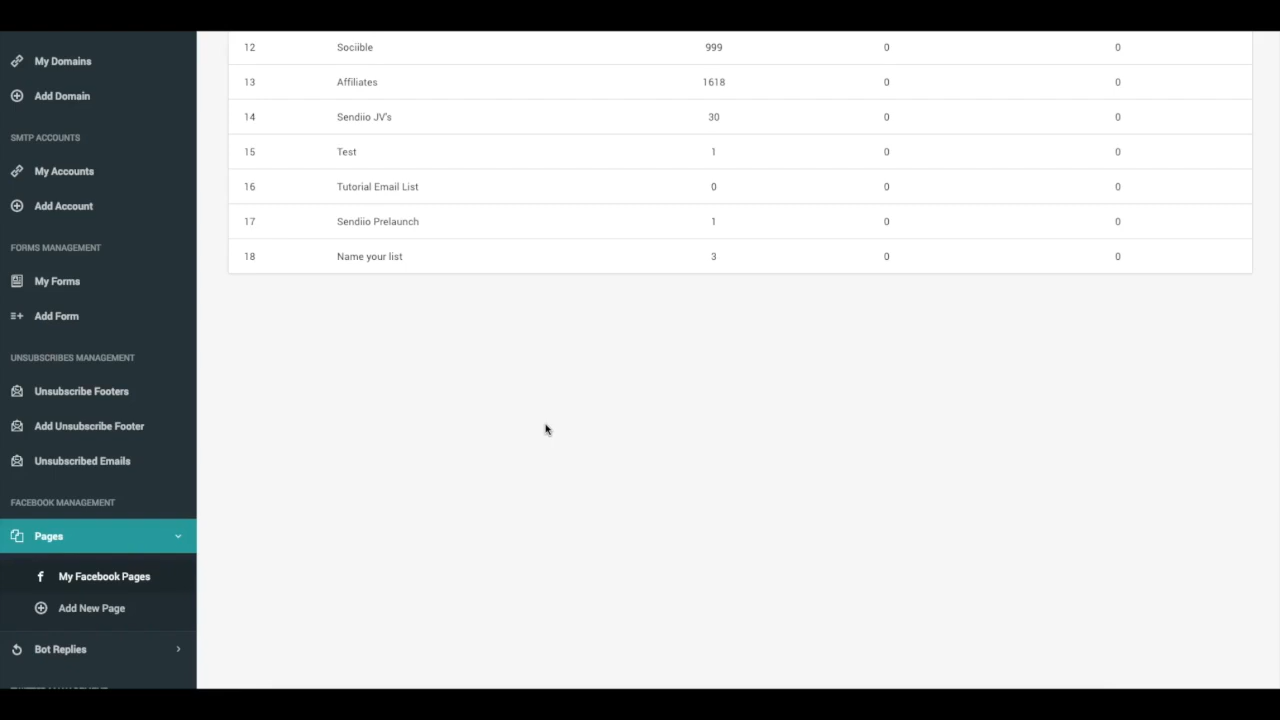 My Domains
Add Domain
SMTP ACCOUNTS
My Accounts
Add Account
FORMS MANAGEMENT
My Forms
Add Form
UNSUBSCRIBES MANAGEMENT
Unsubscribe Footers
Add Unsubscribe Footer
Unsubscribed Emails
FACEBOOK MANAGEMENT
Pages
My Facebook Pages
Add New Page
Bot Replies
12 Sociible 999 0 0
13 Affiliates 1618 0 0
14 Sendiio JV's 30 0 0
15 Test 1 0 0
16 Tutorial Email List 0 0 0
17 Sendiio Prelaunch 1 0 0
18 Name your list 3 0 0